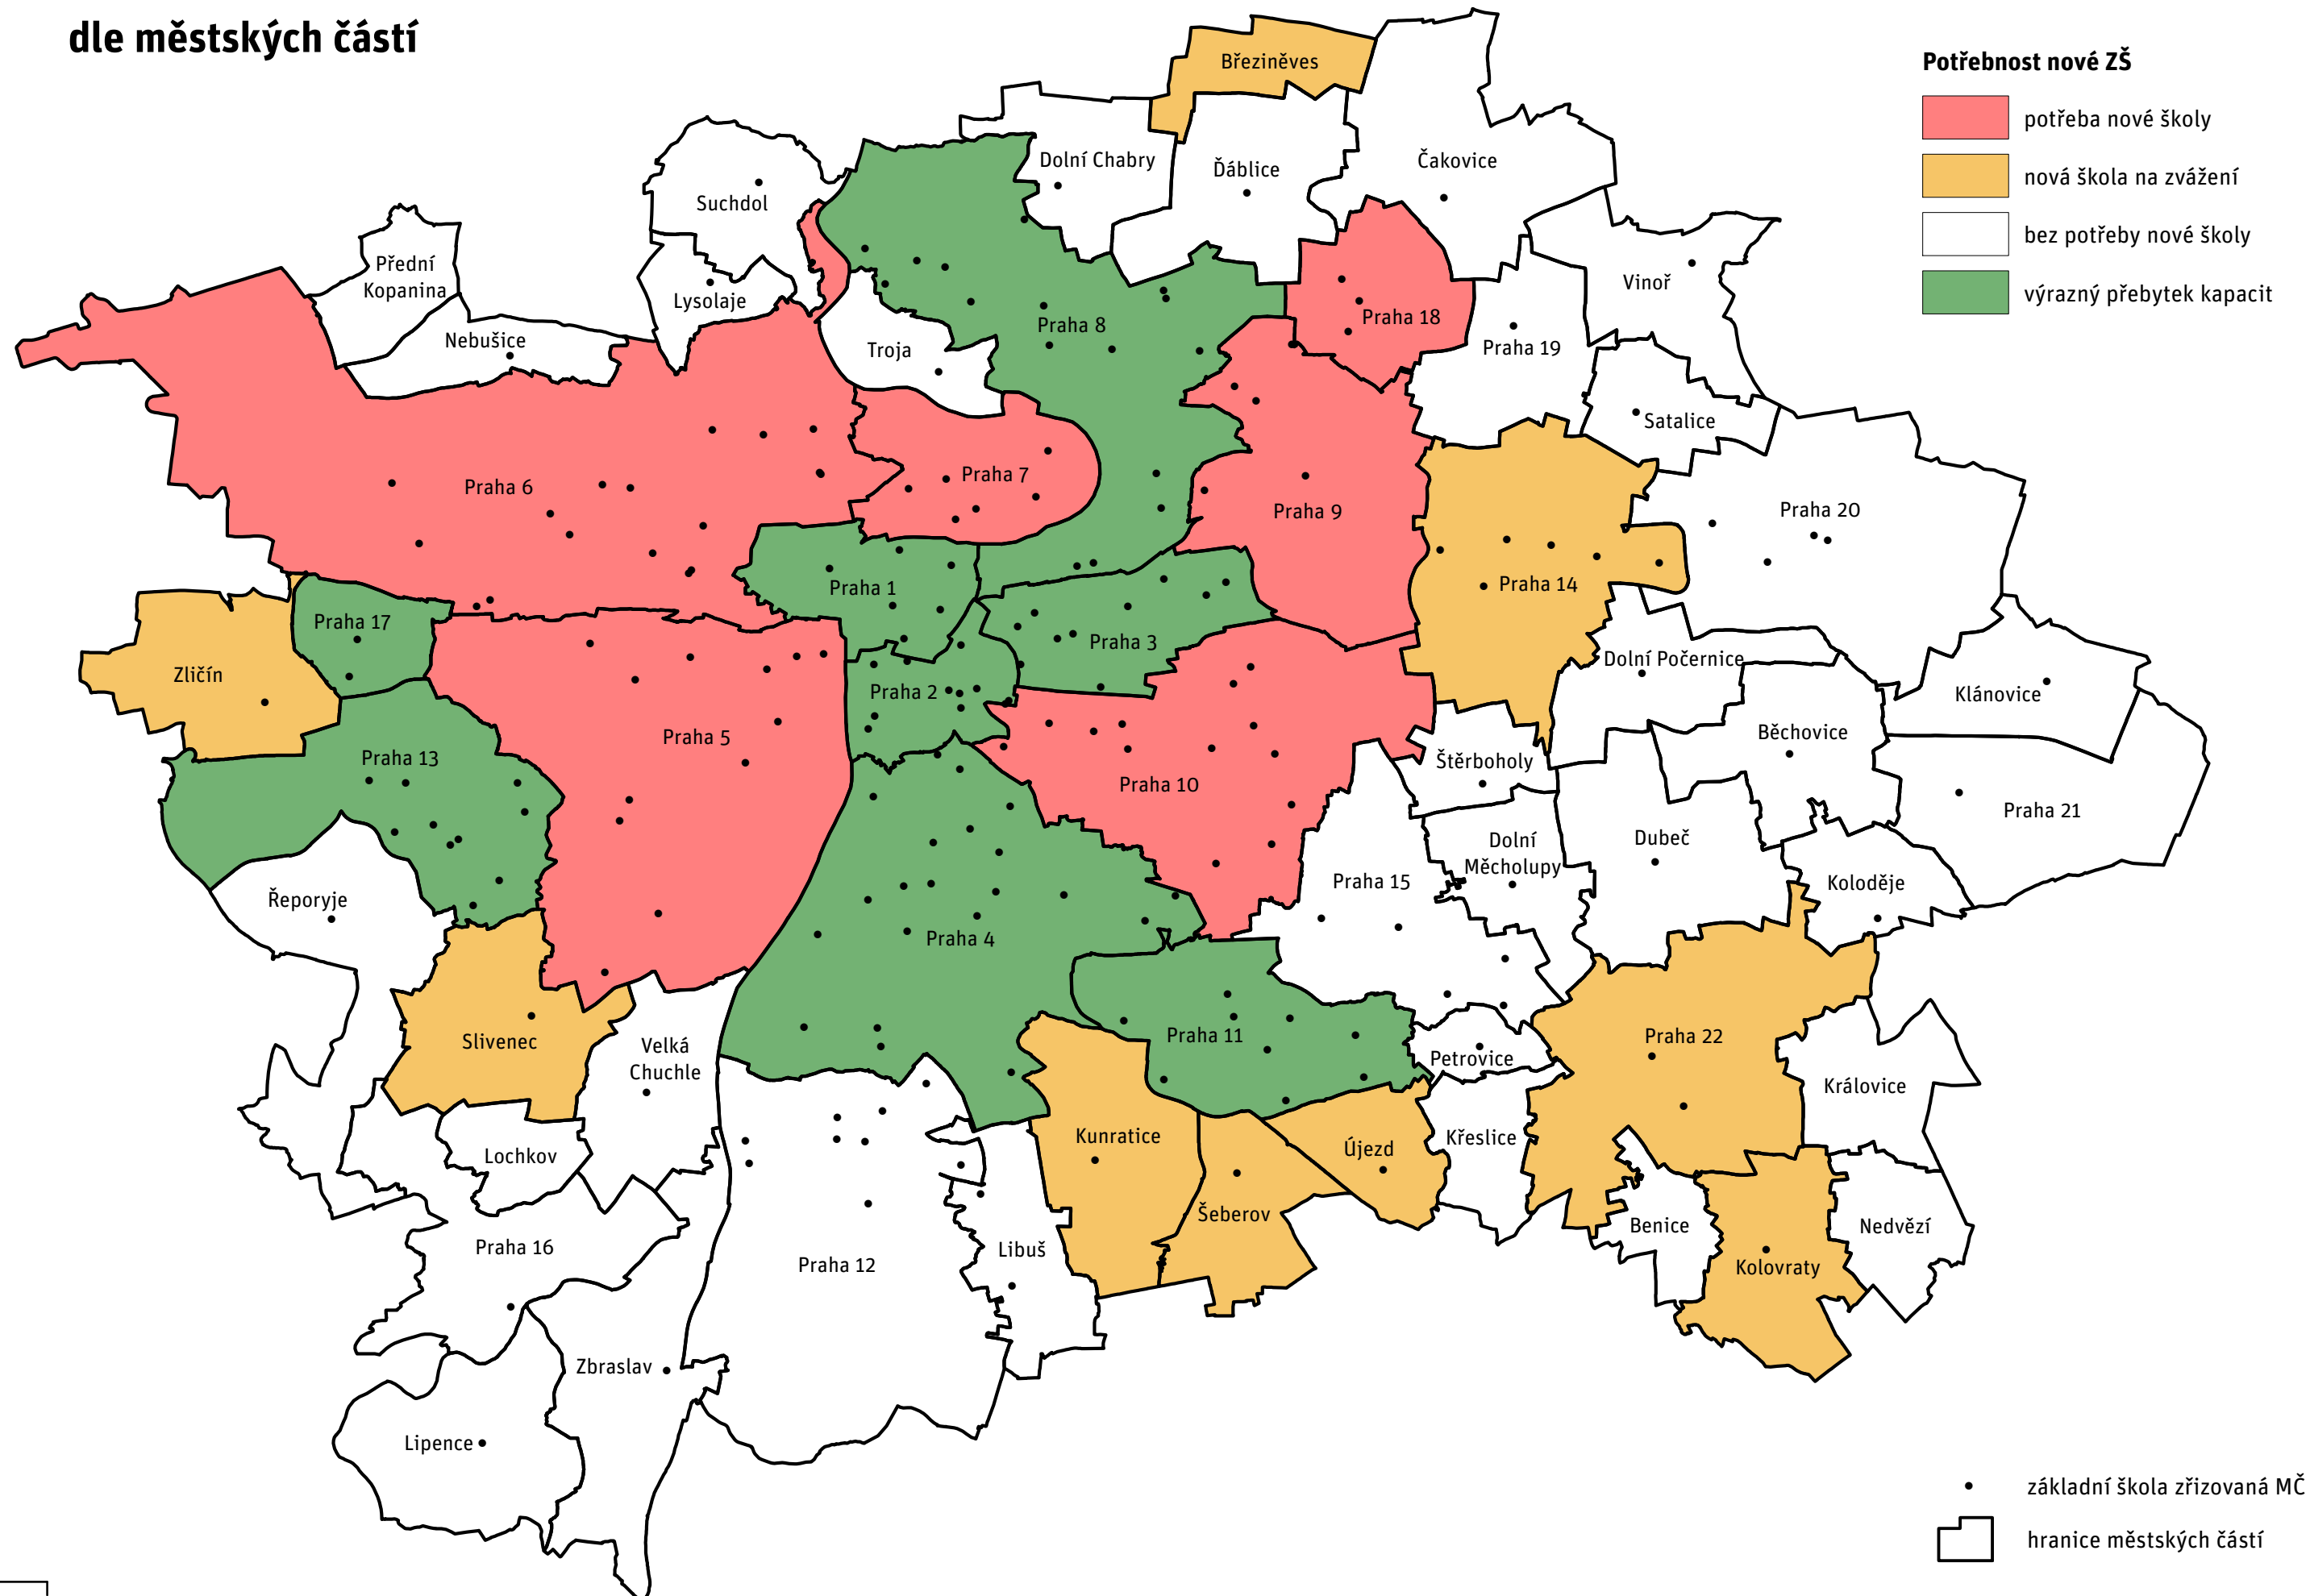 dle městských částí
Potřebnost nové ZŠ
potřeba nové školy
nová škola na zvážení
bez potřeby nové školy
výrazný přebytek kapacit
Březiněves
Dolní Chabry
Ďáblice
Čakovice
Suchdol
Přední
Kopanina
Lysolaje
Nebušice
Vinoř
Praha 8
Praha 18
Troja
Praha 19
Satalice
Praha 6
Praha 7
Praha 9
Praha 20
Praha 1
Praha 14
Praha 17
Praha 3
Zličín
Dolní Počernice
Praha 2
Klánovice
Praha 5
Běchovice
Praha 13
Štěrboholy
Praha 10
Praha 21
Dubeč
Dolní
Měcholupy
Praha 15
Koloděje
Řeporyje
Praha 4
Slivenec
Praha 11
Praha 22
Velká
Chuchle
Petrovice
Královice
Kunratice
Křeslice
Újezd
Lochkov
Šeberov
Benice
Nedvězí
Praha 16
Libuš
Praha 12
Kolovraty
Zbraslav
Lipence
základní škola zřizovaná MČ
hranice městských částí